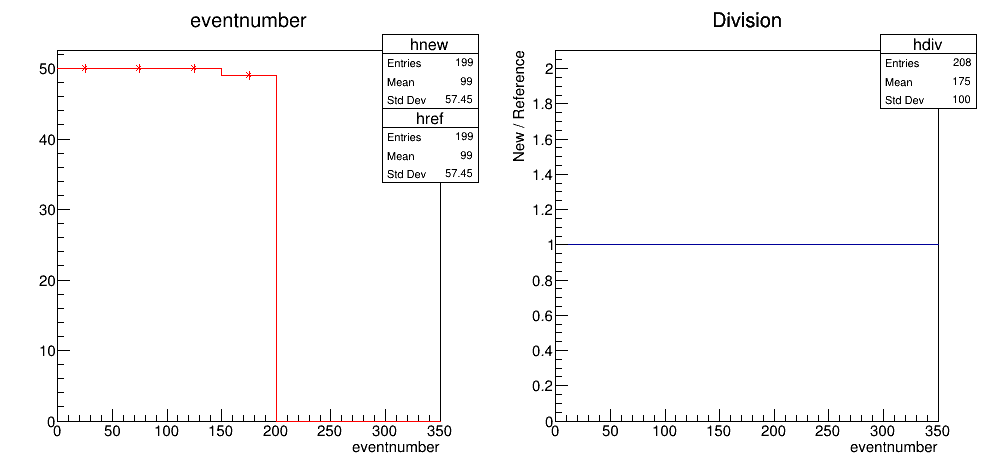 eventnumber
hnew
Entries 199
Mean 99
Std Dev 57.45
href
Entries 199
Mean 99
Std Dev 57.45
50
40
30
20
10
0
0 50 100 150 200 250 300 350
eventnumber
Division
hdiv
Entries 208
Mean 175
Std Dev 100
New / Reference
2
1.8
1.6
1.4
1.2
1
0.8
0.6
0.4
0.2
0
0 50 100 150 200 250 300 350
eventnumber